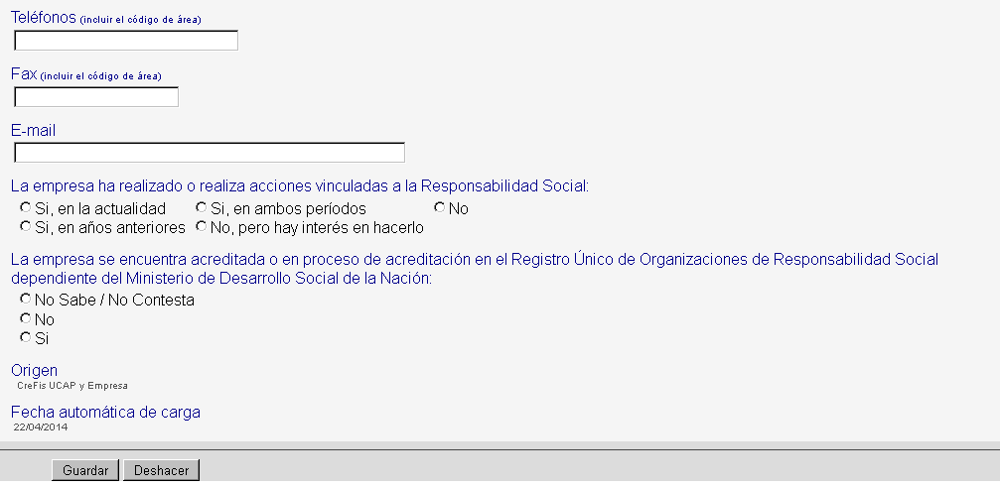 Teléfonos (incluir el código de área)
Fax (incluir el código de área)
E-mail
La empresa ha realizado o realiza acciones vinculadas a la Responsabilidad Social:
Si, en la actualidad Si, en ambos períodos No
Si, en años anteriores No, pero hay interés en hacerlo
La empresa se encuentra acreditada o en proceso de acreditación en el Registro Único de Organizaciones de Responsabilidad Social
dependiente del Ministerio de Desarrollo Social de la Nación:
No Sabe / No Contesta
No
Si
Origen
CreFis UCAP y Empresa
Fecha automática de carga
22/04/2014
Guardar Deshacer